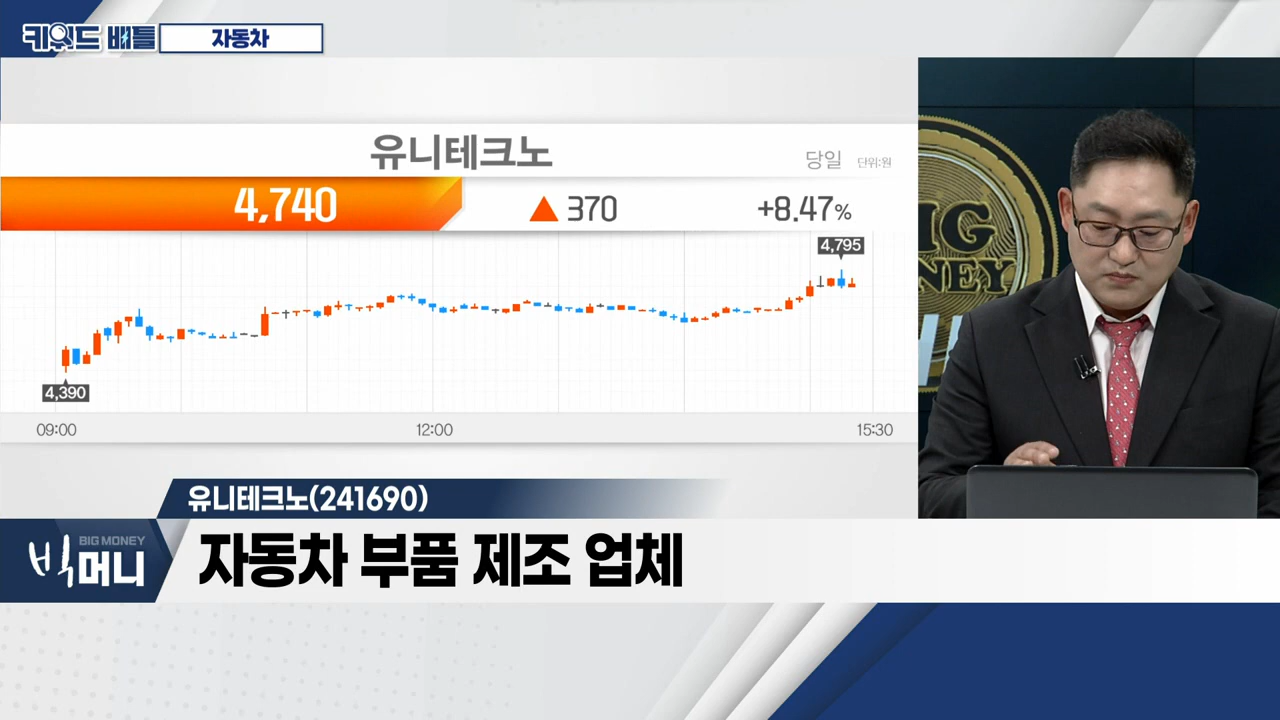 키워드 배틀
자동차
유니테크노
당일 단위:원
4,740 ▲ 370 +8.47%
4,795
4,390
09:00 12:00 15:30
BIG
MONEY
유니테크노(241690)
BIG MONEY
빅머니
자동차 부품 제조 업체